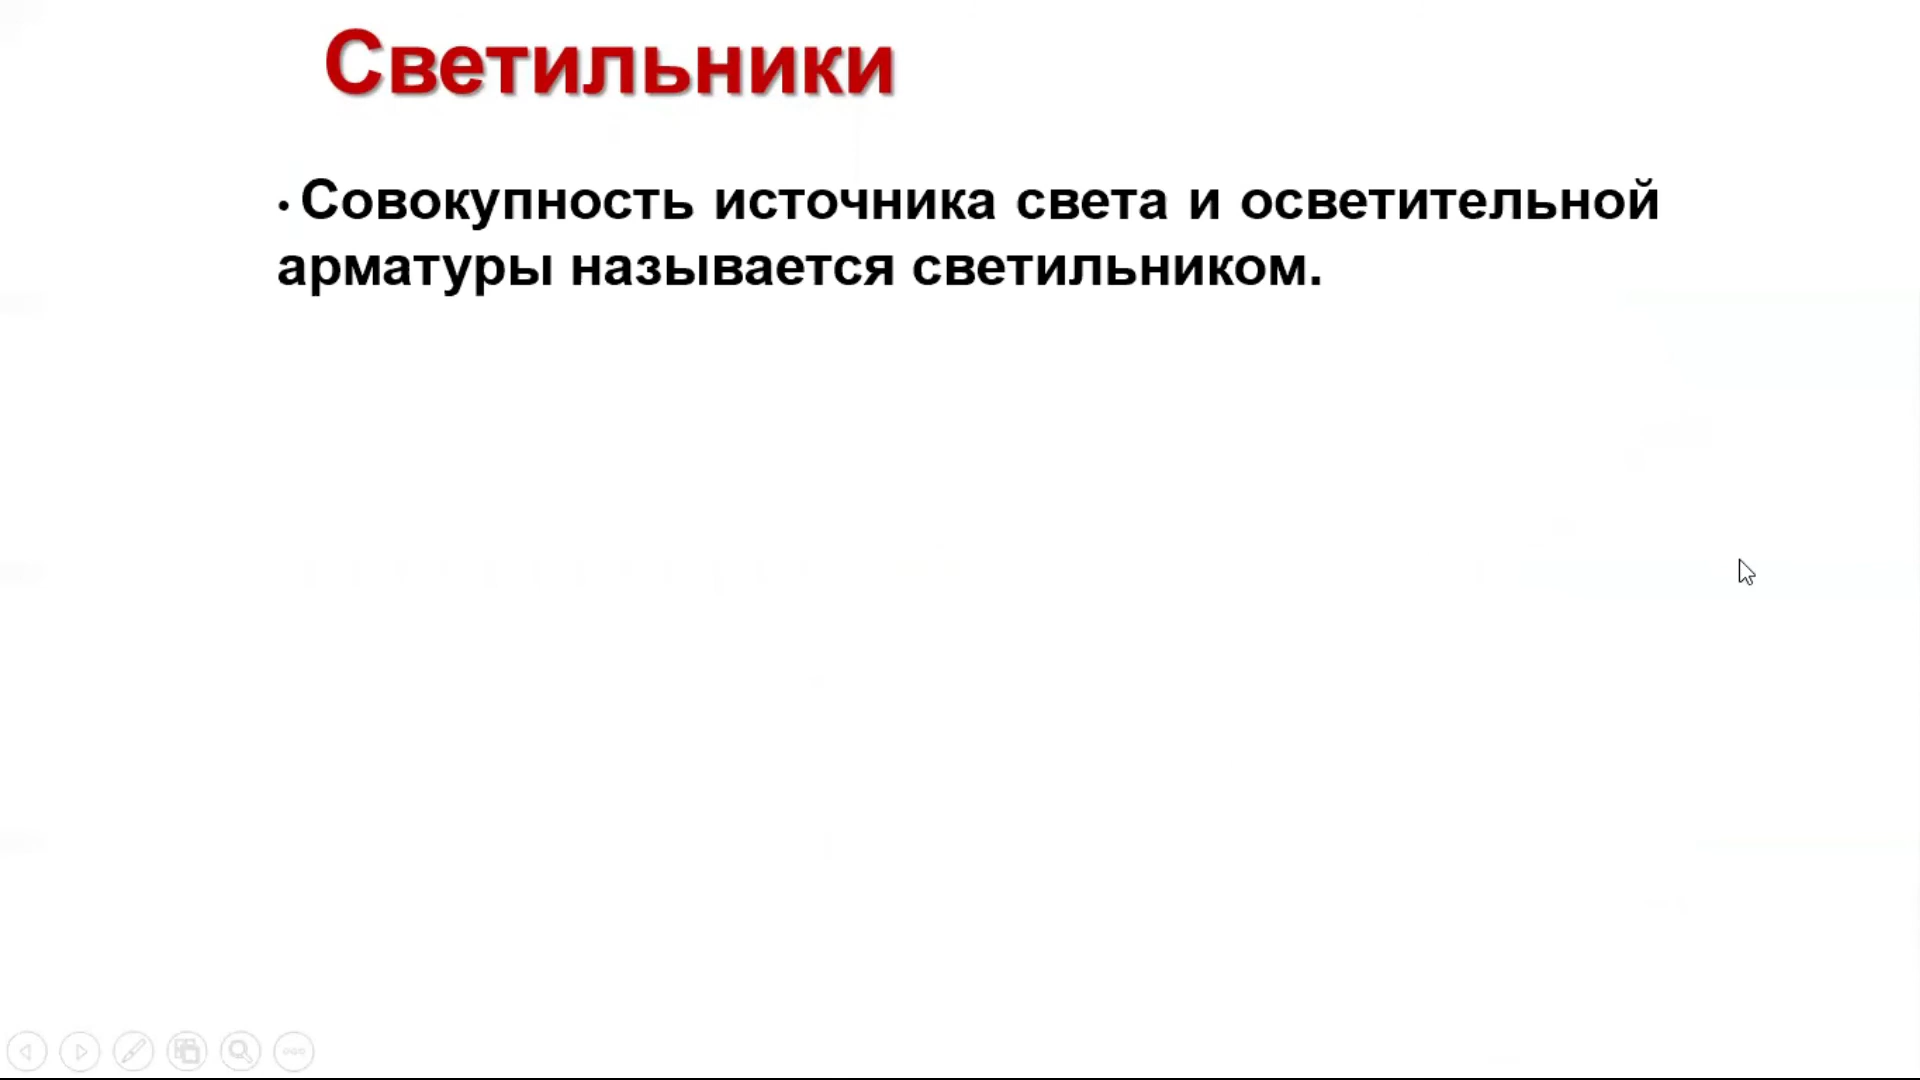 Светильники
• Совокупность источника света и осветительной
арматуры называется светильником.